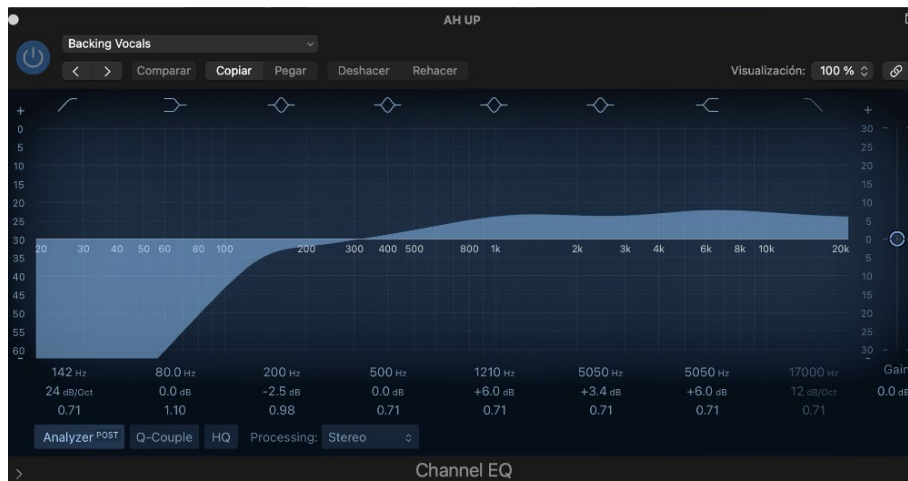 AH UP
Backing Vocals
Comparar Copiar Pegar Deshacer Rehacer Visualización: 100 %
+ +
0 30 -
5 25
10 20
15 15
20 10
25 5
30 20 30 40 50 60 80 100 200 300 400 500 800 1k 2k 3k 4k 6k 8k 10k 20k 0
35 5
40 10
45 15
50 20
55 25
60 30 -
- -
142 Hz 80.0 Hz 200 Hz 500 Hz 1210 Hz 5050 Hz 5050 Hz 17000 Hz Gain
24 dB/Oct 0.0 dB -2.5 dB 0.0 dB +6.0 dB +3.4 dB +6.0 dB 12 dB/Oct 0.0 dB
0.71 1.10 0.98 0.71 0.71 0.71 0.71 0.71
Analyzer POST Q-Couple HQ Processing: Stereo
Channel EQ